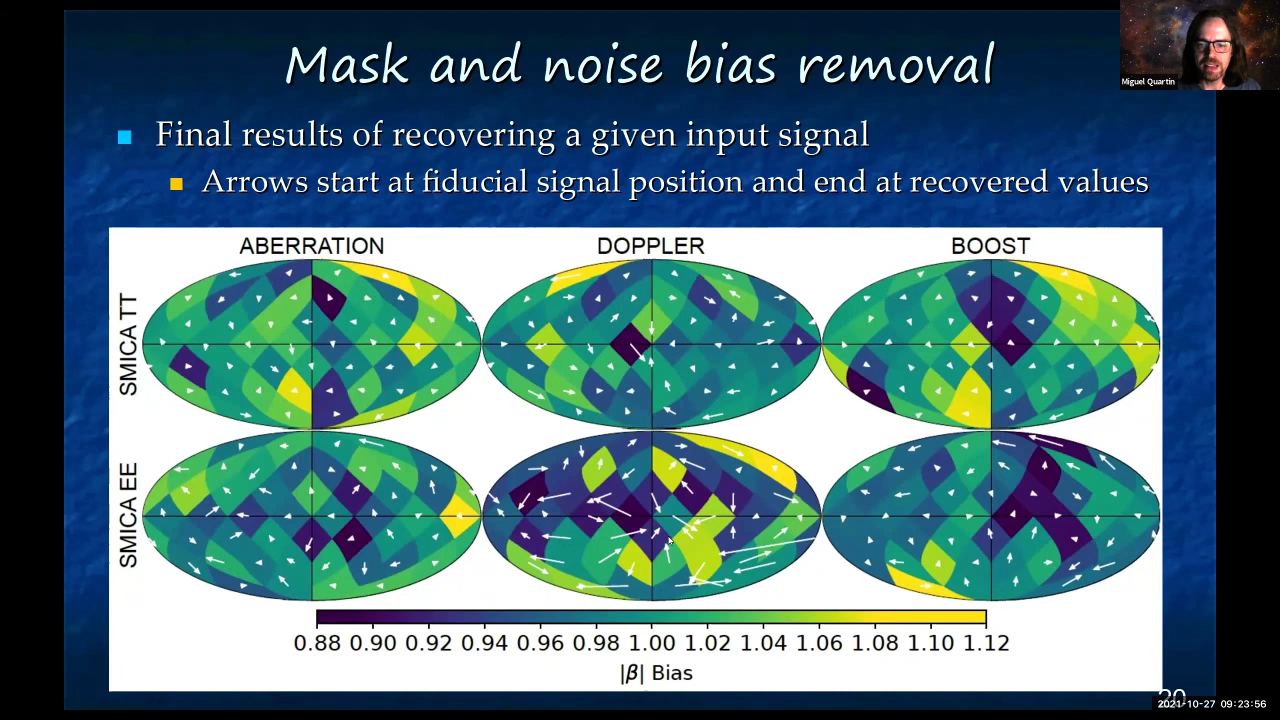 Mask and noise bias removal
Miguel Quartin
Final results of recovering a given input signal
Arrows start at fiducial signal position and end at recovered values
ABERRATION DOPPLER BOOST
SMICA TT
SMICA EE
0.88 0.90 0.92 0.94 0.96 0.98 1.00 1.02 1.04 1.06 1.08 1.10 1.12
|β| Bias
20
2021-10-27 09:23:56